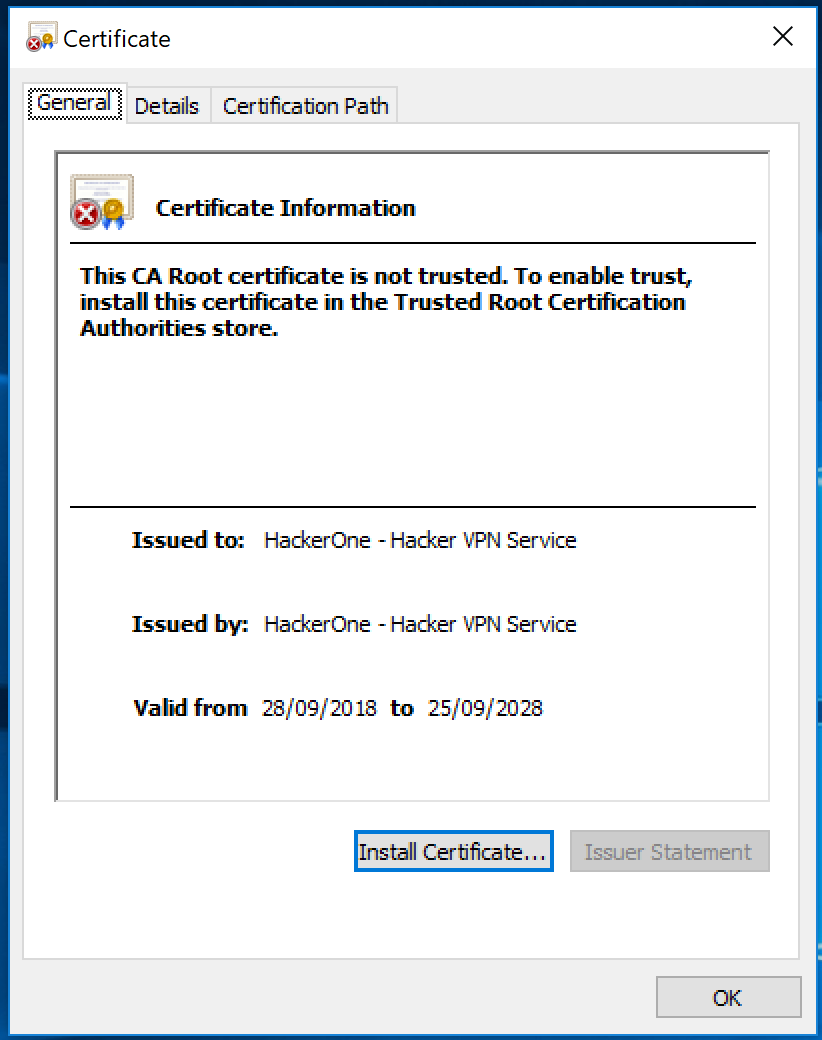 Certificate
General Details Certification Path
Certificate Information
This CA Root certificate is not trusted. To enable trust,
install this certificate in the Trusted Root Certification
Authorities store.
Issued to: HackerOne - Hacker VPN Service
Issued by: HackerOne - Hacker VPN Service
Valid from 28/09/2018 to 25/09/2028
Install Certificate... Issuer Statement
OK